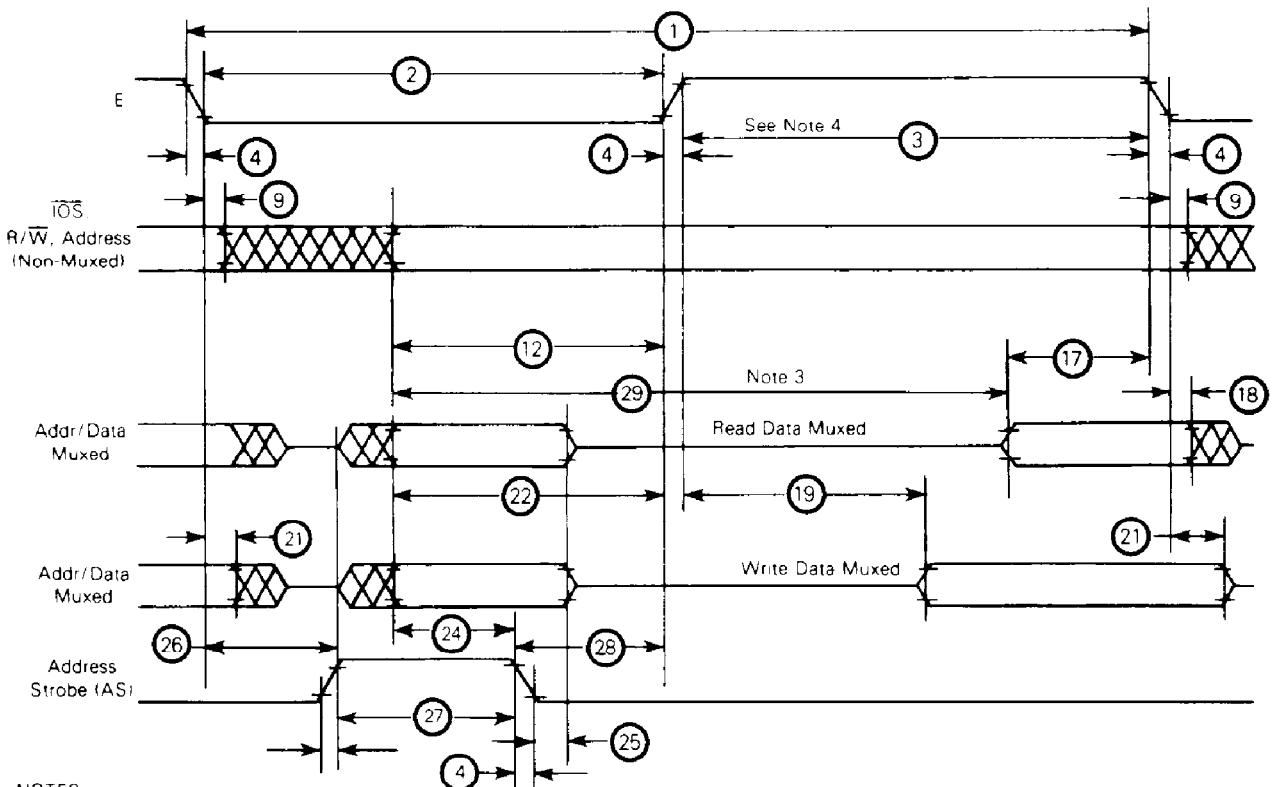 1
2
E
See Note 4
3
4
4
4
9
9
IOS
R/W, Address
(Non-Muxed)
12
17
Note 3
29
18
Addr/Data
Muxed
Read Data Muxed
22
19
21
21
Addr/Data
Muxed
Write Data Muxed
24
26
28
Address
Strobe (AS)
27
25
4
NOTES